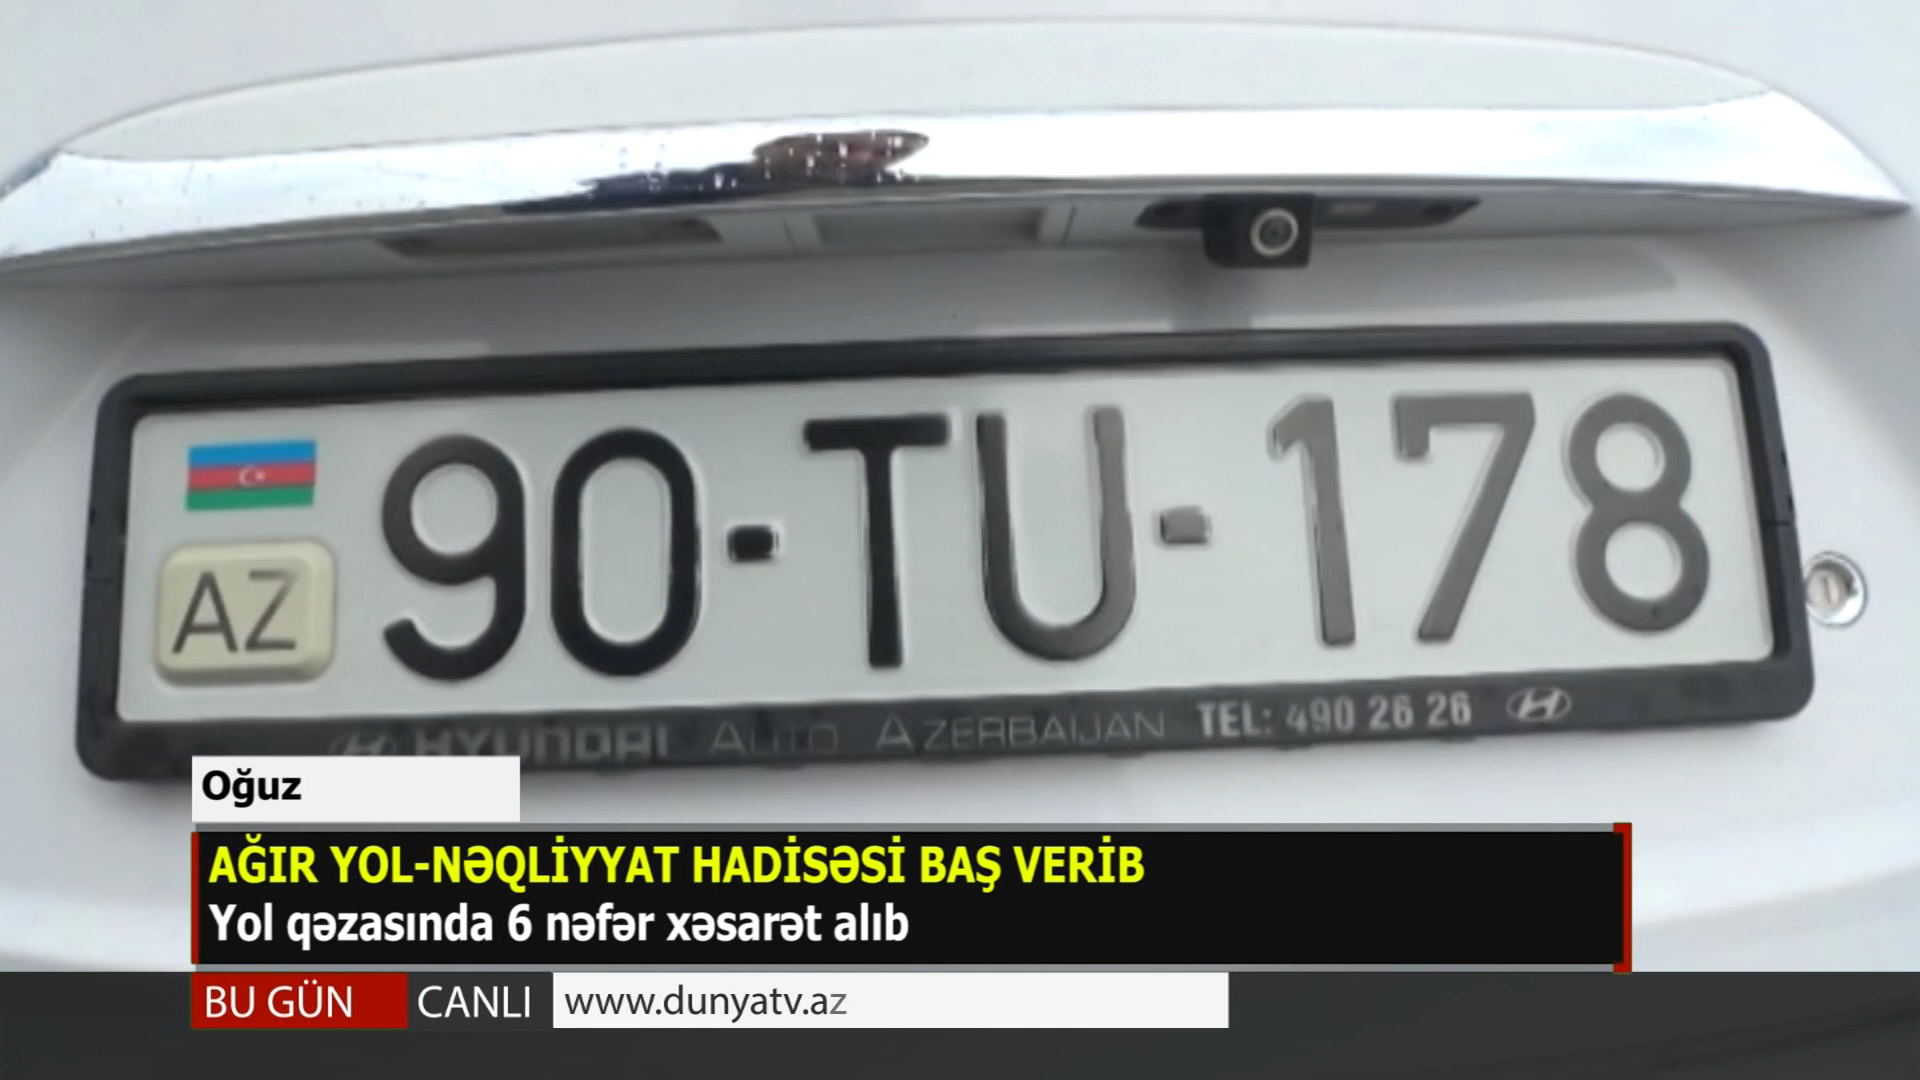 AZ 90-TU-178
HYUNDAI AUTO AZERBAIJAN TEL: 490 26 26
Oğuz
AĞIR YOL-NƏQLİYYAT HADİSƏSİ BAŞ VERİB
Yol qəzasında 6 nəfər xəsarət alıb
BU GÜN CANLI www.dunyatv.az